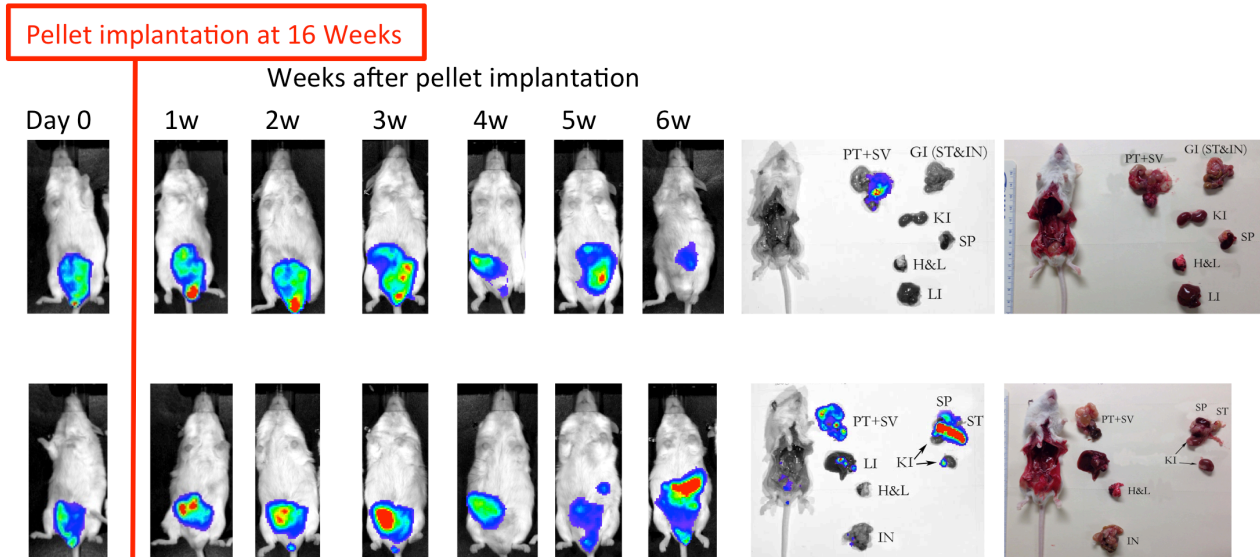 Pellet implantation at 16 Weeks
Weeks after pellet implantation
Day 0 1w 2w 3w 4w 5w 6w
PT+SV GI (ST&IN)
KI
SP
H&L
LI
PT+SV GI (ST&IN)
KI
SP
H&L
LI
SP
PT+SV ST
LI KI
H&L
IN
SP ST
PT+SV
KI
H&L
IN